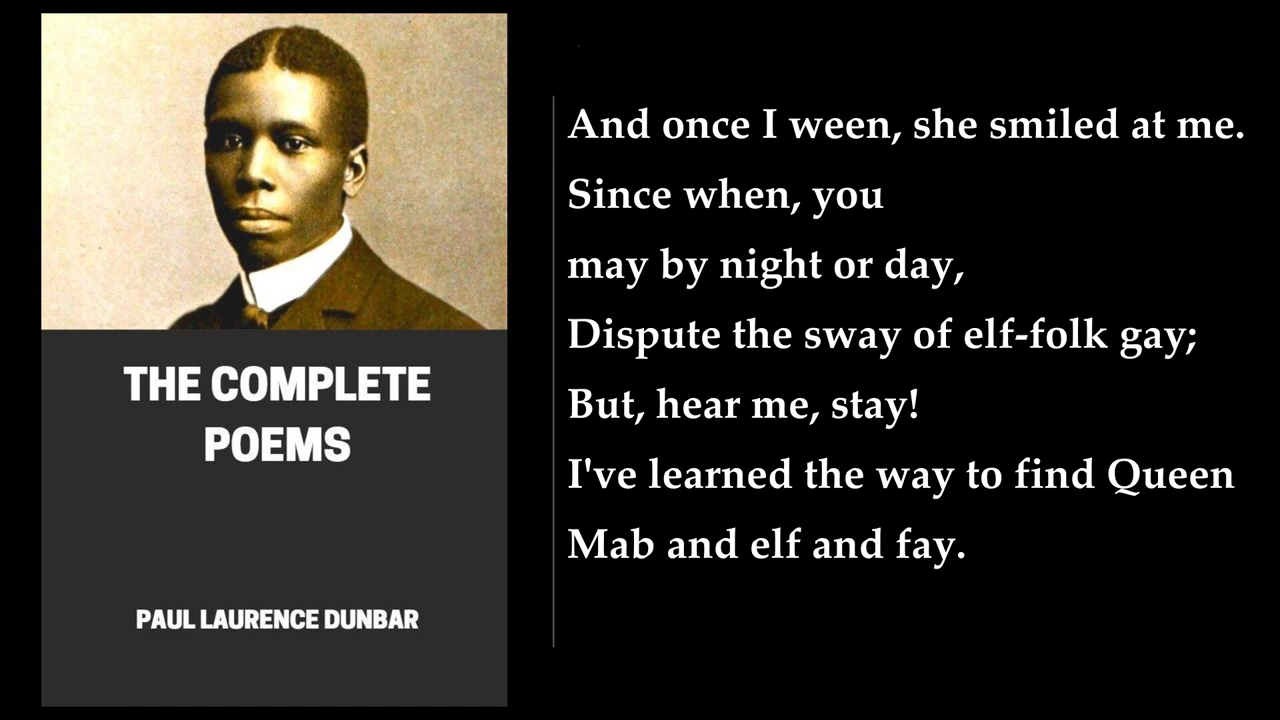 THE COMPLETE
POEMS
PAUL LAURENCE DUNBAR
And once I ween, she smiled at me.
Since when, you
may by night or day,
Dispute the sway of elf-folk gay;
But, hear me, stay!
I've learned the way to find Queen
Mab and elf and fay.